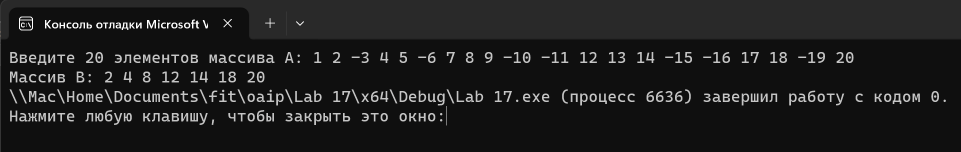 Консоль отладки Microsoft V
Введите 20 элементов массива A: 1 2 -3 4 5 -6 7 8 9 -10 -11 12 13 14 -15 -16 17 18 -19 20
Массив B: 2 4 8 12 14 18 20
\\Mac\Home\Documents\fit\oaip\Lab 17\x64\Debug\Lab 17.exe (процесс 6636) завершил работу с кодом 0.
Нажмите любую клавишу, чтобы закрыть это окно: